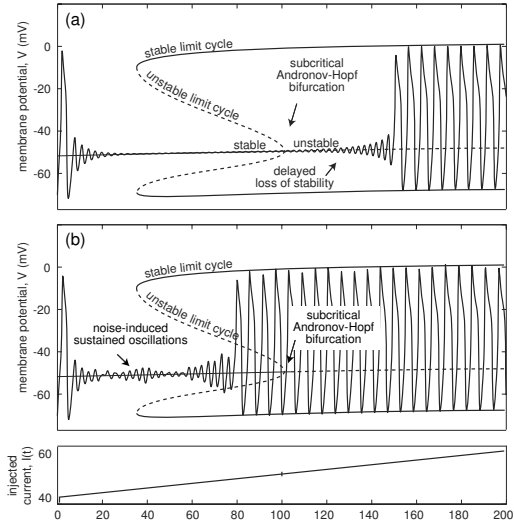 (a)
membrane potential, V (mV)
0
-20
-40
-60
stable limit cycle
unstable limit cycle
subcritical
Andronov-Hopf
bifurcation
stable
unstable
delayed
loss of stability
(b)
membrane potential, V (mV)
0
-20
-40
-60
stable limit cycle
unstable limit cycle
noise-induced
sustained oscillations
subcritical
Andronov-Hopf
bifurcation
injected
current, I(t)
60
40
0 20 40 60 80 100 120 140 160 180 200